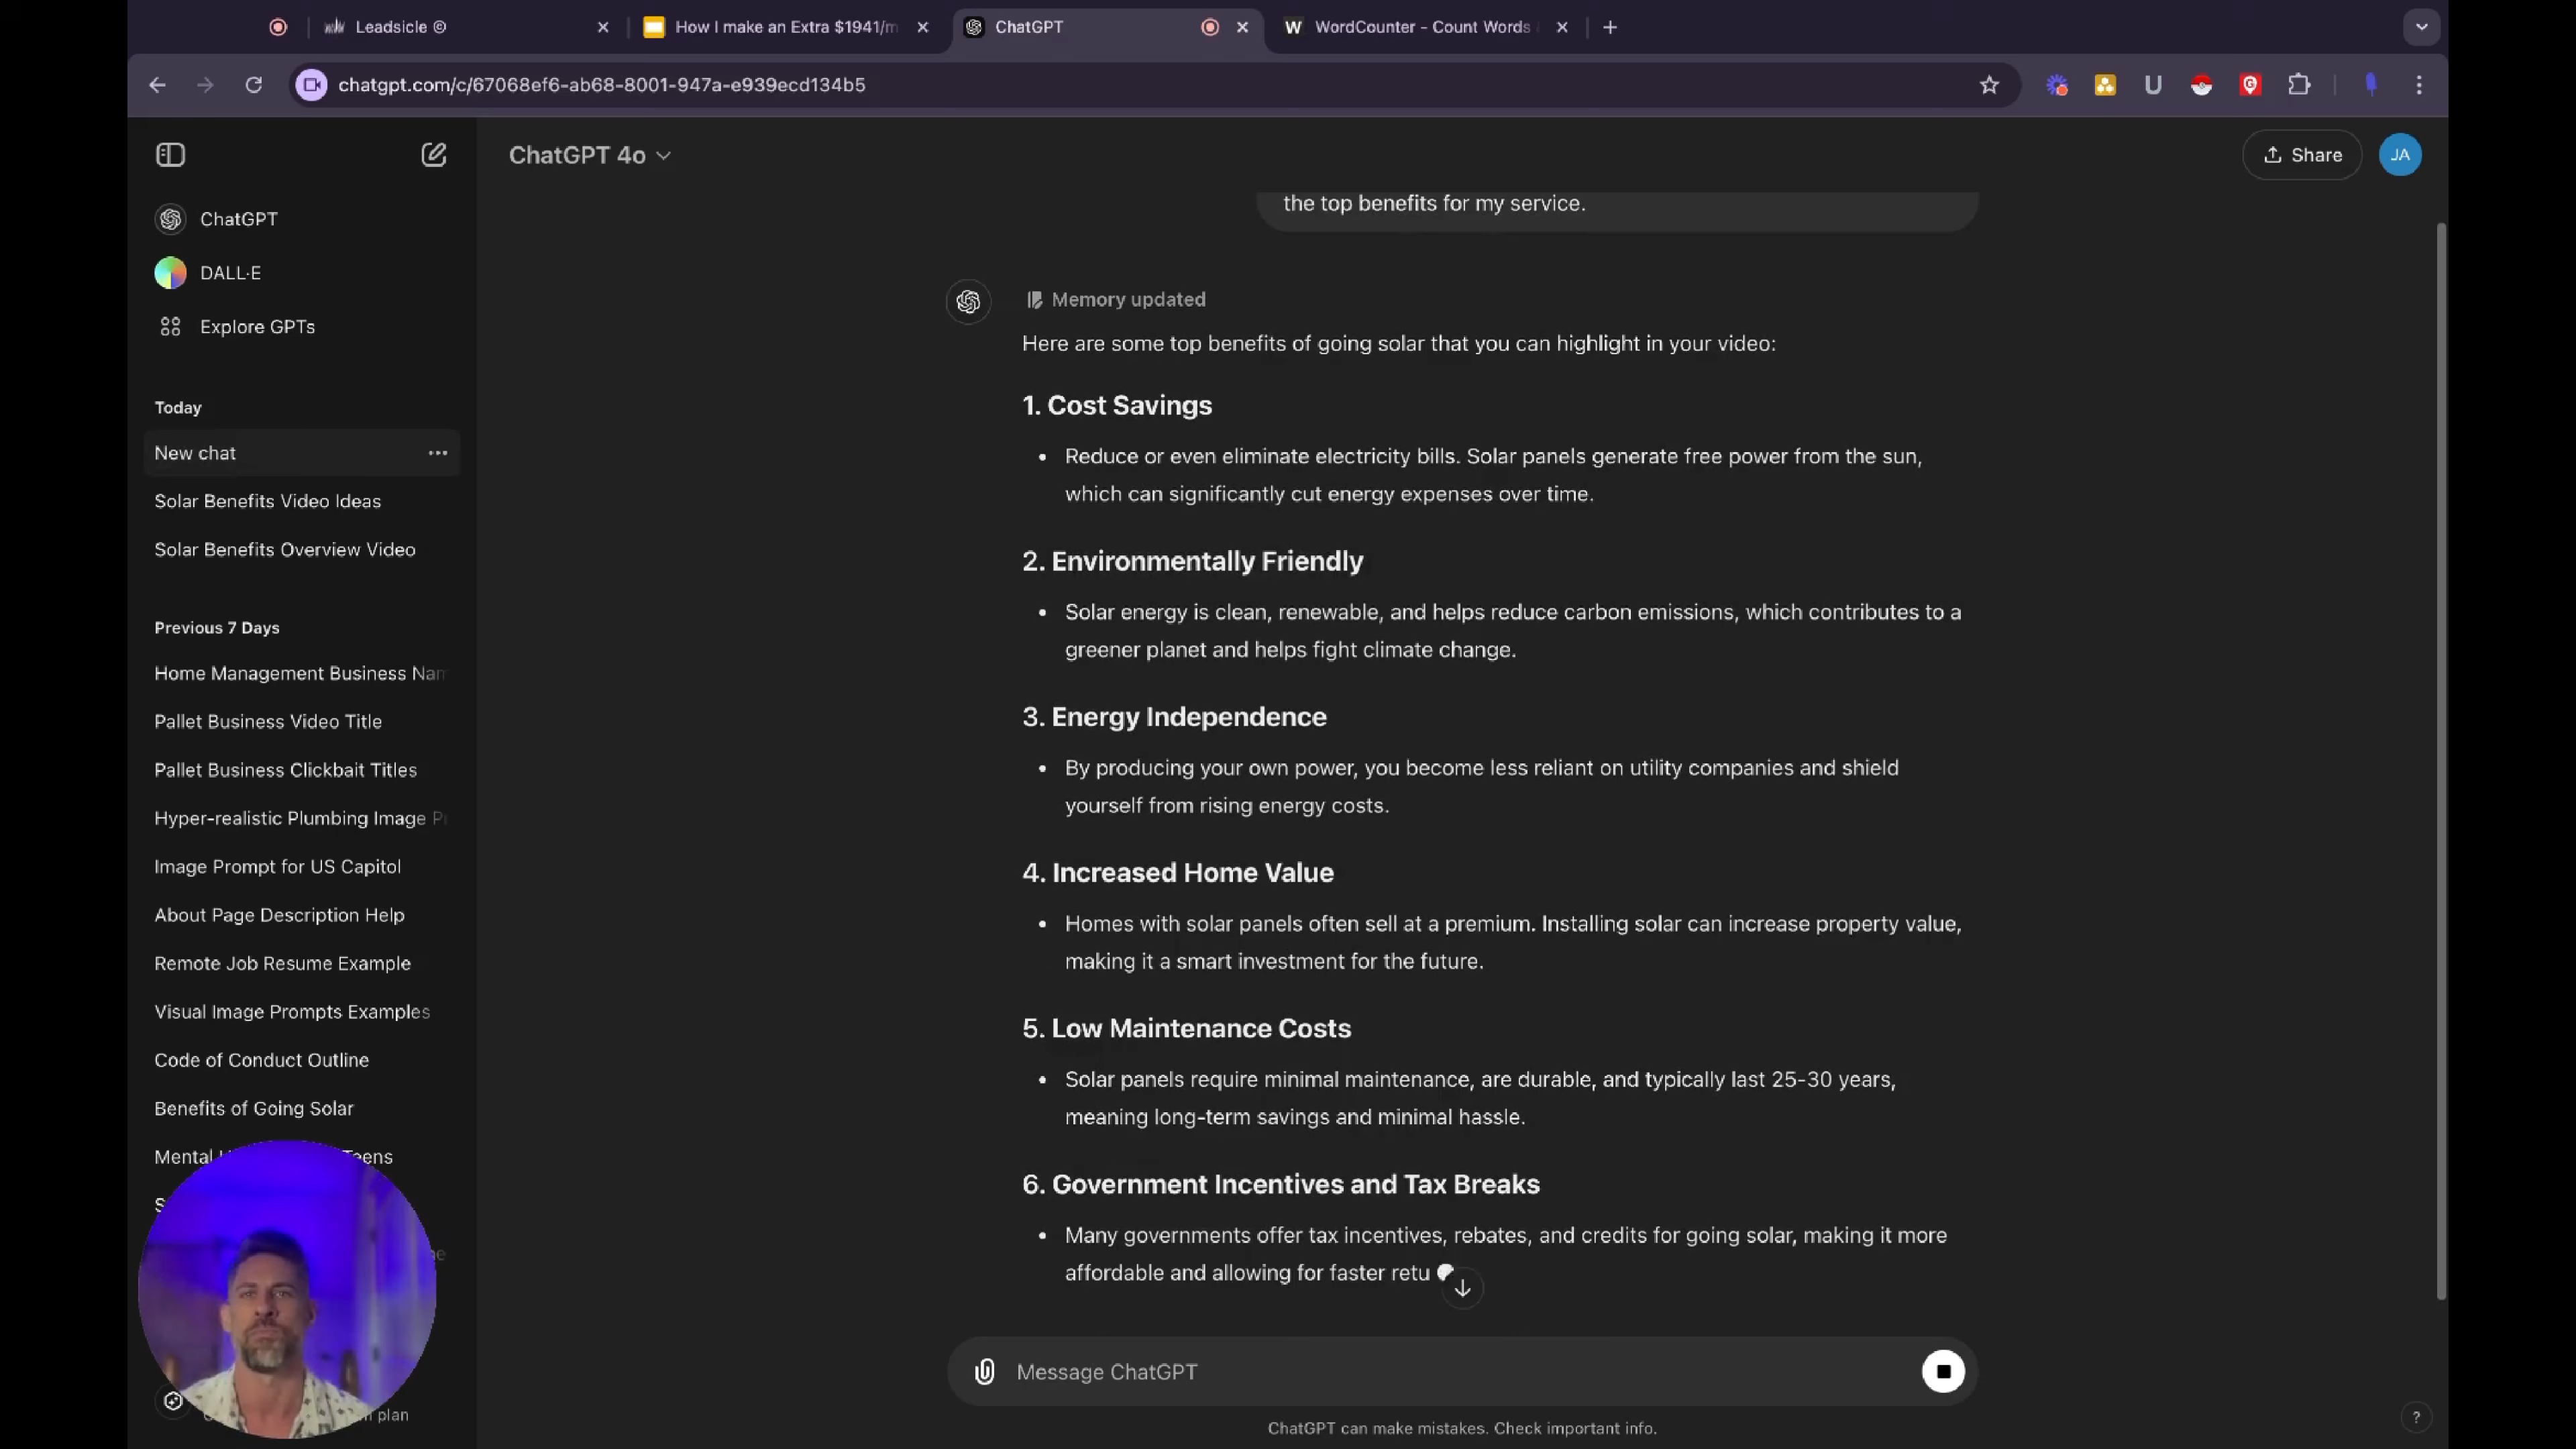 Leadsicle ©
How I make an Extra $1941/m
ChatGPT
WordCounter - Count Words
chatgpt.com/c/67068ef6-ab68-8001-947a-e939ecd134b5
ChatGPT 4o
Share
JA
ChatGPT
DALL·E
Explore GPTs
Today
New chat
Solar Benefits Video Ideas
Solar Benefits Overview Video
Previous 7 Days
Home Management Business Nam
Pallet Business Video Title
Pallet Business Clickbait Titles
Hyper-realistic Plumbing Image P
Image Prompt for US Capitol
About Page Description Help
Remote Job Resume Example
Visual Image Prompts Examples
Code of Conduct Outline
Benefits of Going Solar
Mental
plan
the top benefits for my service.
Memory updated
Here are some top benefits of going solar that you can highlight in your video:
1. Cost Savings
• Reduce or even eliminate electricity bills. Solar panels generate free power from the sun,
which can significantly cut energy expenses over time.
2. Environmentally Friendly
• Solar energy is clean, renewable, and helps reduce carbon emissions, which contributes to a
greener planet and helps fight climate change.
3. Energy Independence
• By producing your own power, you become less reliant on utility companies and shield
yourself from rising energy costs.
4. Increased Home Value
• Homes with solar panels often sell at a premium. Installing solar can increase property value,
making it a smart investment for the future.
5. Low Maintenance Costs
• Solar panels require minimal maintenance, are durable, and typically last 25-30 years,
meaning long-term savings and minimal hassle.
6. Government Incentives and Tax Breaks
• Many governments offer tax incentives, rebates, and credits for going solar, making it more
affordable and allowing for faster retu
Message ChatGPT
ChatGPT can make mistakes. Check important info.
?